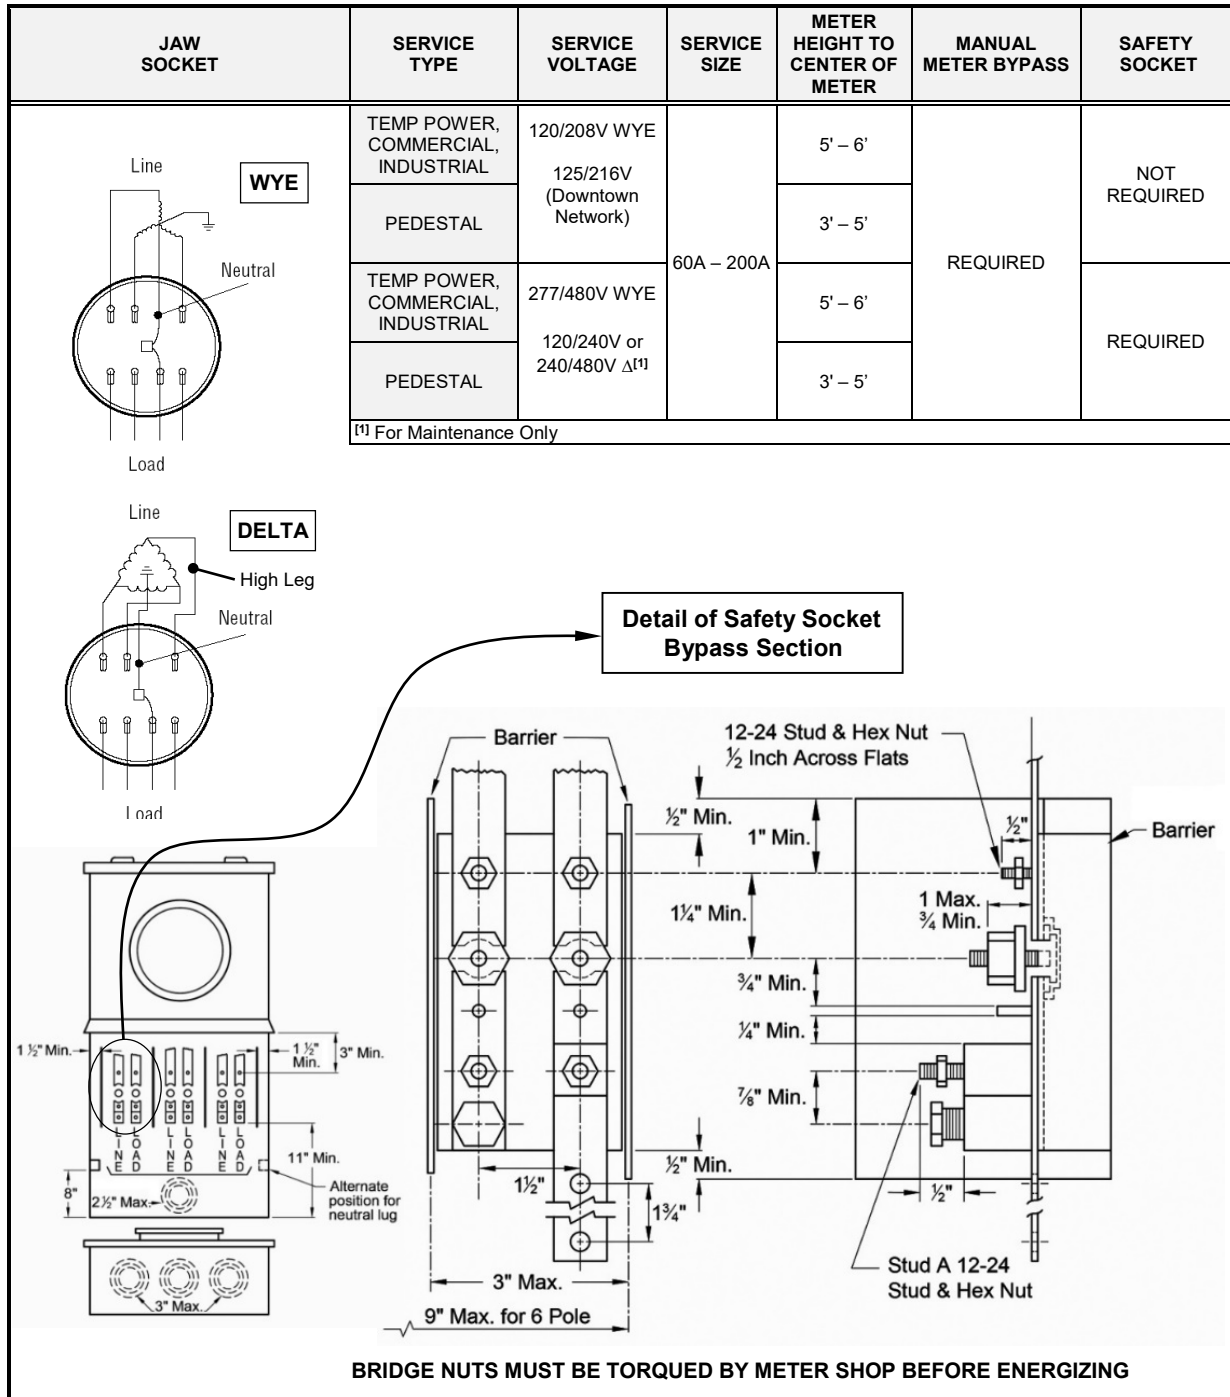 JAW
SOCKET
SERVICE
TYPE
SERVICE
VOLTAGE
SERVICE
SIZE
METER
HEIGHT TO
CENTER OF
METER
MANUAL
METER BYPASS
SAFETY
SOCKET
TEMP POWER,
COMMERCIAL,
INDUSTRIAL
120/208V WYE
125/216V
(Downtown
Network)
60A – 200A
5' – 6’
REQUIRED
NOT
REQUIRED
PEDESTAL
3' – 5’
TEMP POWER,
COMMERCIAL,
INDUSTRIAL
277/480V WYE
120/240V or
240/480V Δ[1]
5' – 6’
REQUIRED
PEDESTAL
3' – 5’
[1] For Maintenance Only
Line
WYE
Neutral
Load
Line
DELTA
High Leg
Neutral
Load
Detail of Safety Socket
Bypass Section
1 ½" Min.
1 ½"
Min.
3" Min.
LINE
LOAD
LINE
LOAD
LINE
LOAD
11" Min.
8"
2½" Max.
Alternate
position for
neutral lug
3" Max.
Barrier
½" Min.
1" Min.
1¼" Min.
¾" Min.
¼" Min.
⅞" Min.
½" Min.
1½"
1¾"
3" Max.
9" Max. for 6 Pole
12-24 Stud & Hex Nut
½ Inch Across Flats
½"
Barrier
1 Max.
¾ Min.
½"
Stud A 12-24
Stud & Hex Nut
BRIDGE NUTS MUST BE TORQUED BY METER SHOP BEFORE ENERGIZING